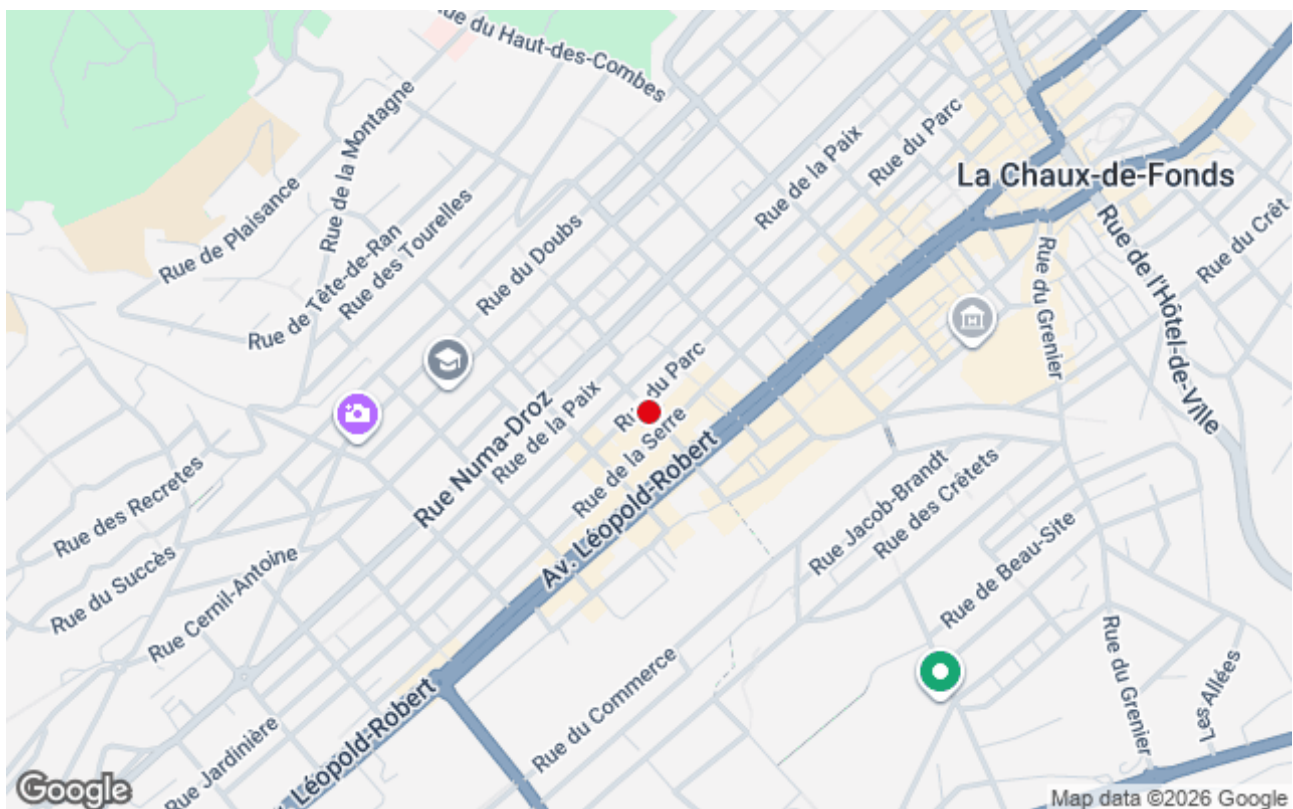 Rue du Haut-des-Combes
Rue de la Montagne
Rue du Parc
Rue de la Paix
La Chaux-de-Fonds
Rue de Plaisance
Rue des Tourelles
Rue du Crêt
Rue de Tête-de-Ran
Rue du Doubs
Rue de l'Hôtel-de-Ville
Rue du Grenier
Rue du Parc
Rue de la Paix
Rue Numa-Droz
Rue de la Serre
Av. Léopold-Robert
Rue des Recretes
Rue Jacob-Brandt
Rue des Crêtets
Rue du Succès
Rue Cernil-Antoine
Rue de Beau-Site
Rue du Commerce
Rue du Grenier
Les Allées
Léopold-Robert
Rue Jardinière
Google
Map data ©2026 Google